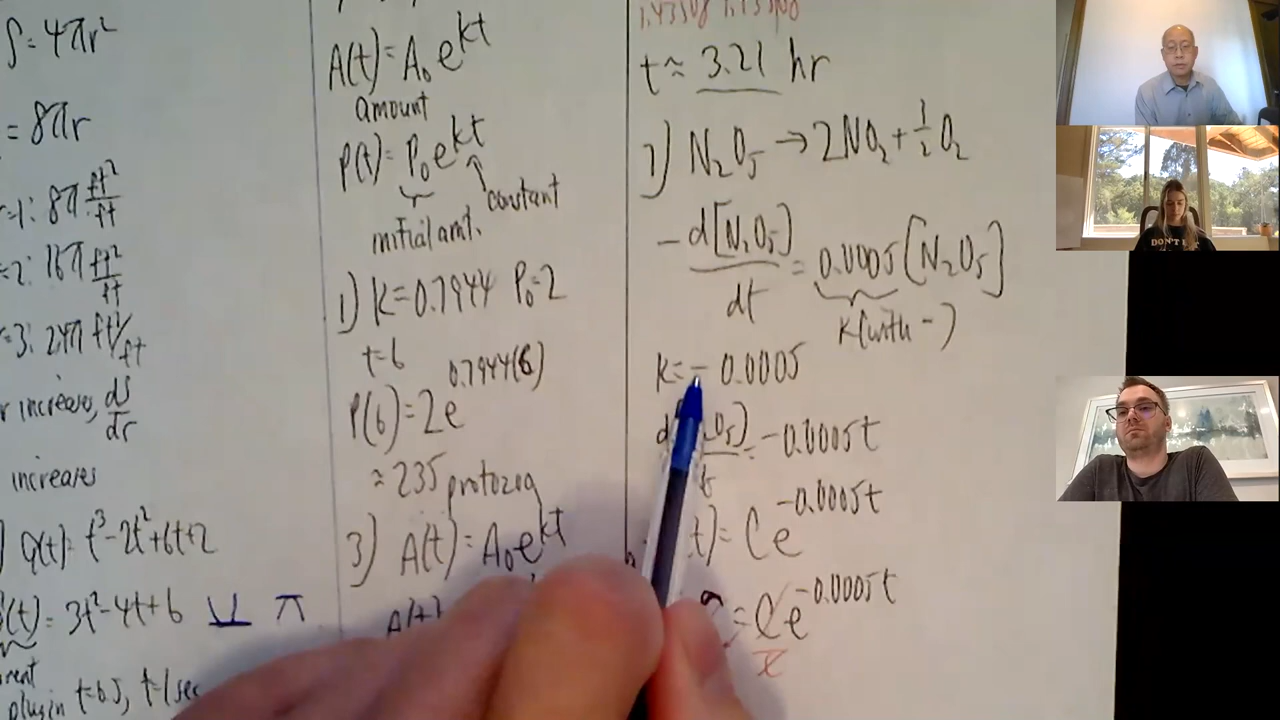 S=4πr²
=8πr
r=1: 8π ft²/ft
=2: 16π ft²/ft
=3: 24π ft²/ft
r increases, dS/dr
increases
G(t)=t³-2t²+6t+2
(t)=3t²-4t+6
plug in t=65, t=1 sec
A(t)=A₀e^kt
amount
P(t)=P₀e^kt
constant
initial amt.
1) K=0.7944 P₀=2
t=6
P(6)=2e^0.7944(6)
≈235 protozoa
3) A(t)=A₀e^kt
A(t)
t≈3.21 hr
7) N₂O₅→2NO₂+½O₂
-d[N₂O₅]/dt=0.0005[N₂O₅]
K(with -)
K=-0.0005
O₅]
=-0.0005t
t)=Ce^-0.0005t
=Ce^-0.0005t
DON'T